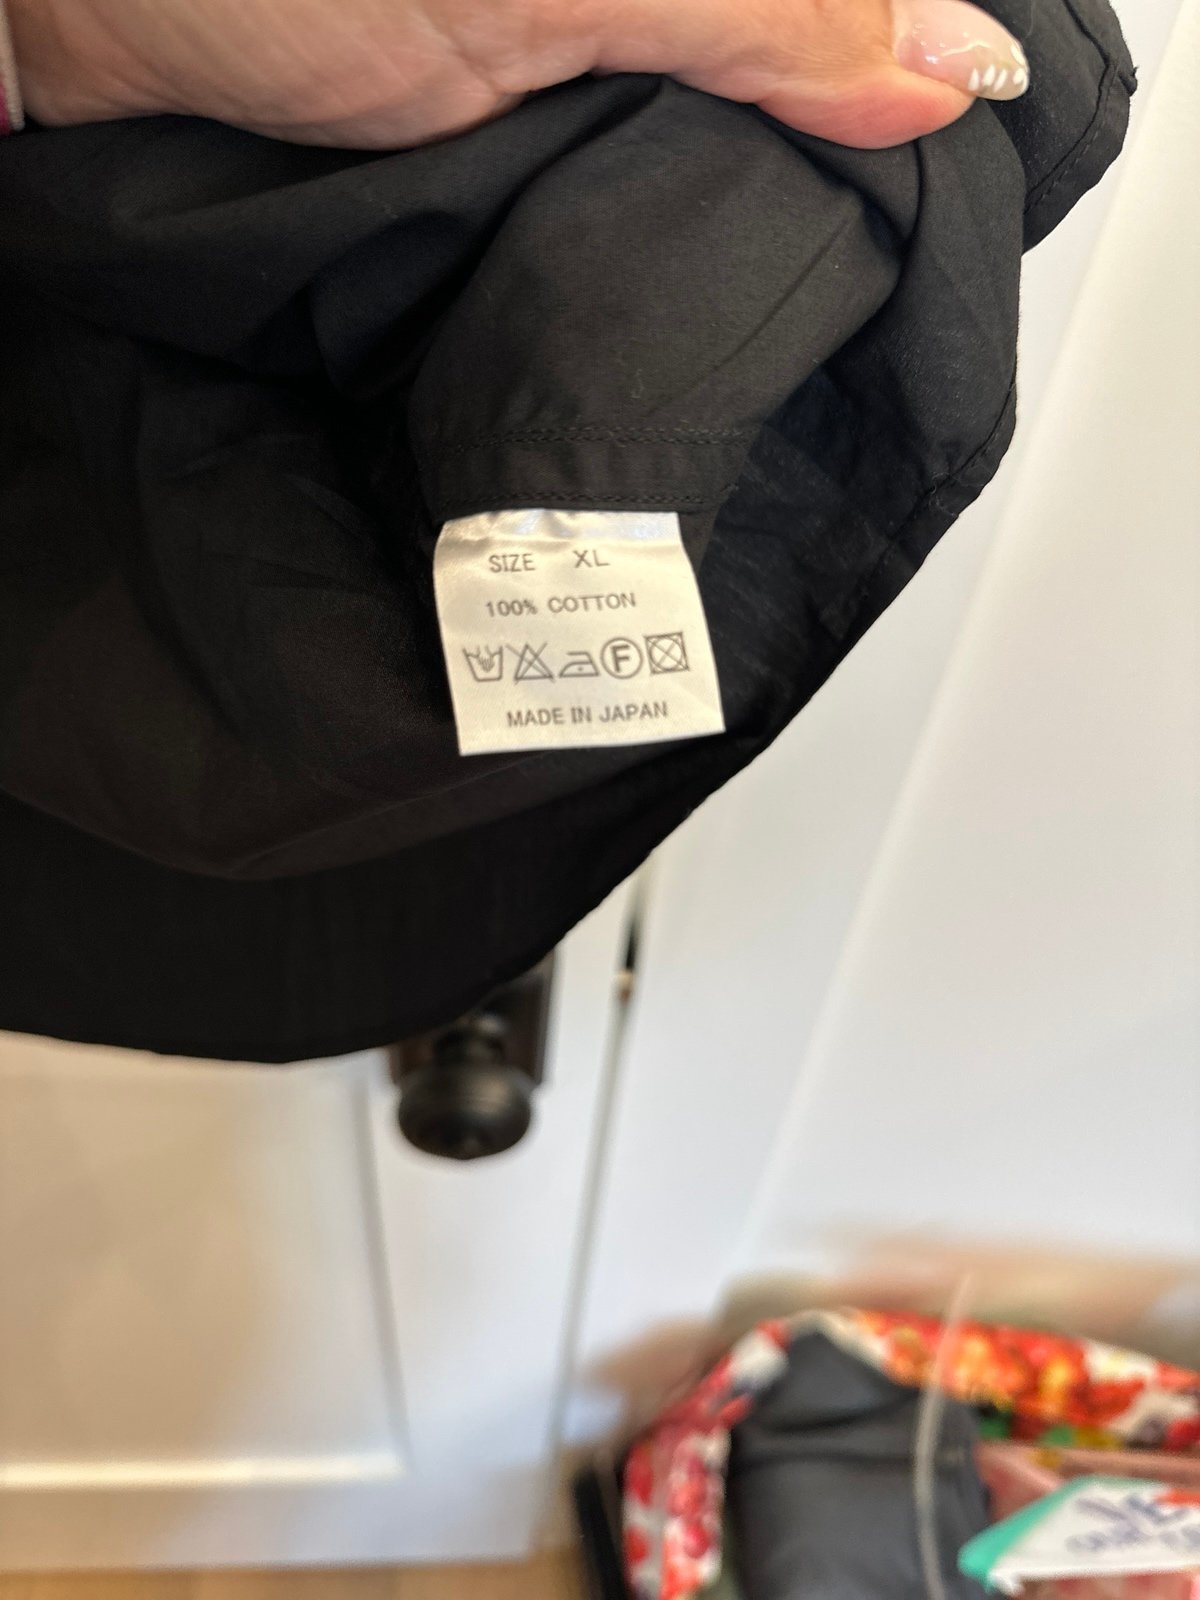 SIZE XL
100% COTTON
F
MADE IN JAPAN